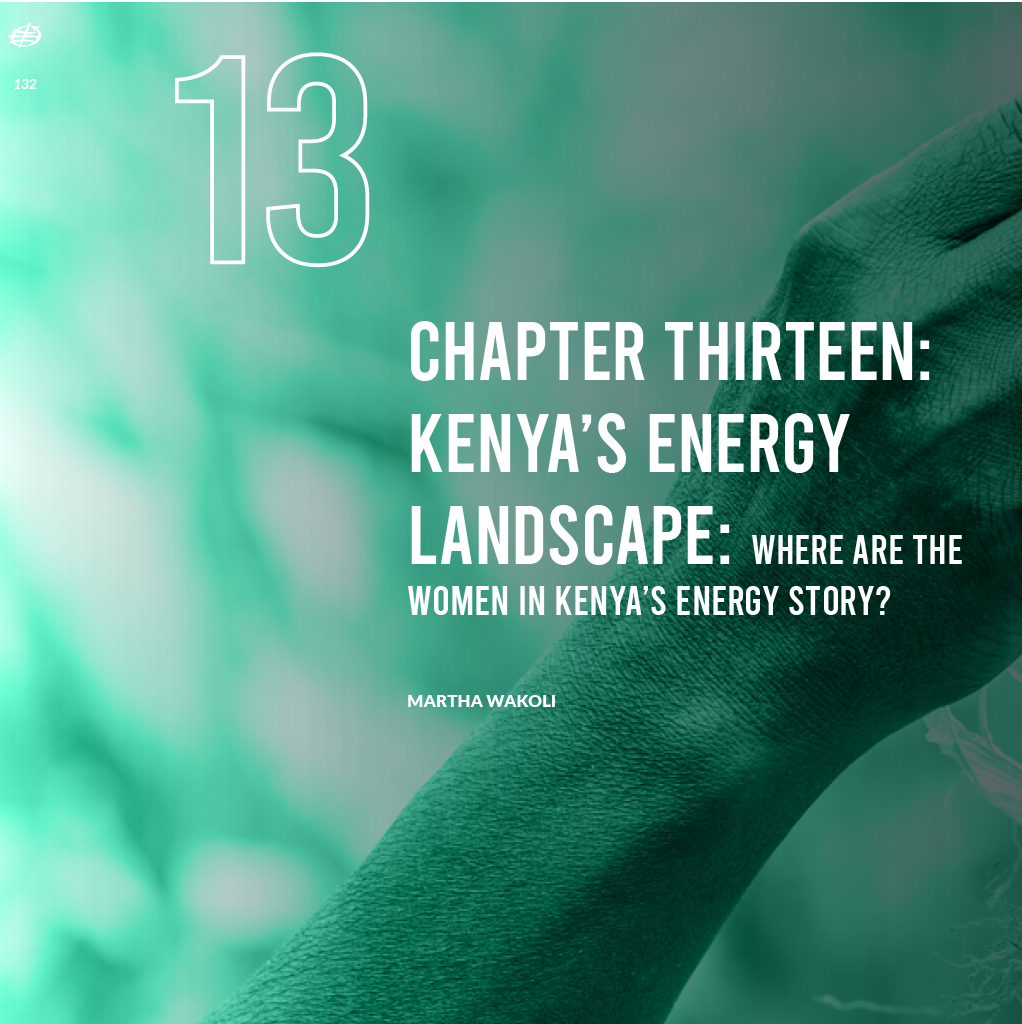 132
13
CHAPTER THIRTEEN:
KENYA’S ENERGY
LANDSCAPE: WHERE ARE THE
WOMEN IN KENYA’S ENERGY STORY?
MARTHA WAKOLI